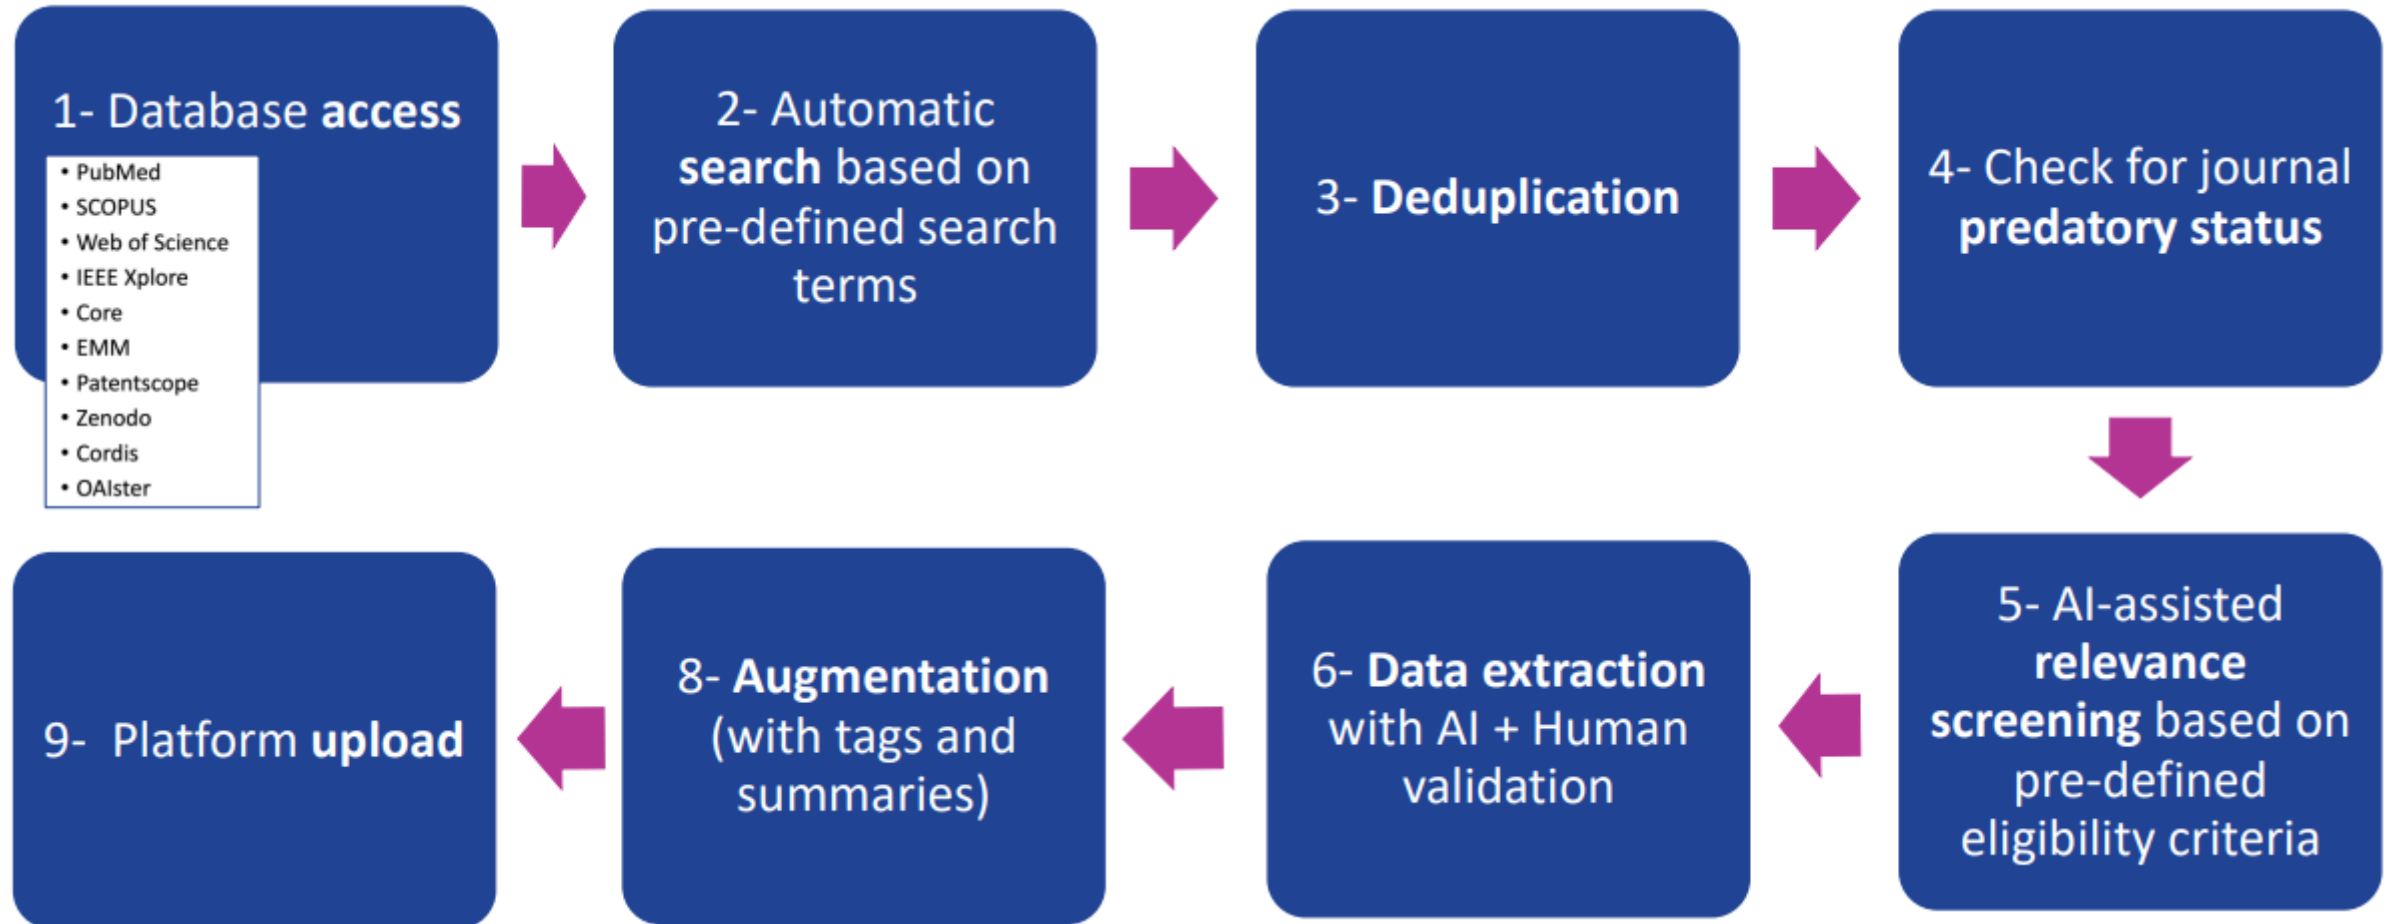 1- Database access
• PubMed
• SCOPUS
• Web of Science
• IEEE Xplore
• Core
• EMM
• Patentscope
• Zenodo
• Cordis
• OAIster
2- Automatic
search based on
pre-defined search
terms
3- Deduplication
4- Check for journal
predatory status
5- AI-assisted
relevance
screening based on
pre-defined
eligibility criteria
6- Data extraction
with AI + Human
validation
8- Augmentation
(with tags and
summaries)
9- Platform upload